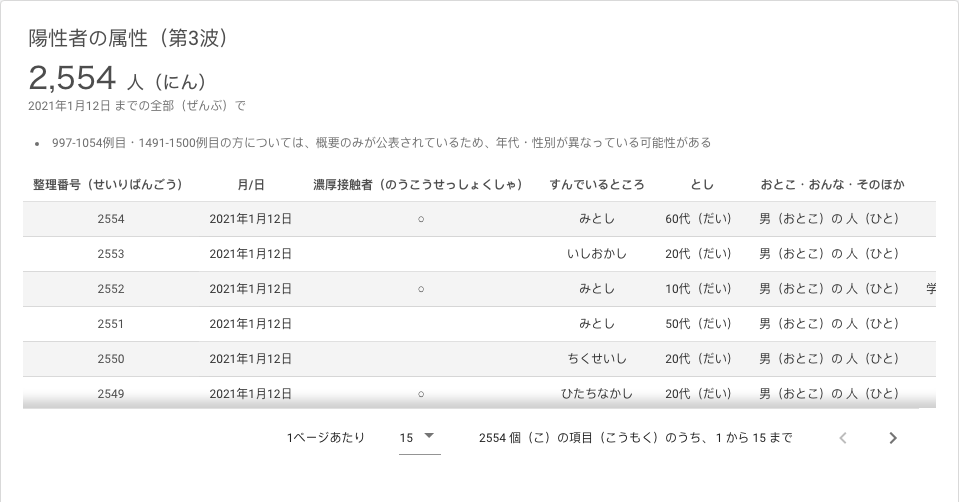 陽性者の属性（第3波）
2,554 人（にん）
2021年1月12日 までの全部（ぜんぶ）で
• 997-1054例目・1491-1500例目の方については、概要のみが公表されているため、年代・性別が異なっている可能性がある
整理番号（せいりばんごう） 月/日 濃厚接触者（のうこうせっしょくしゃ） すんでいるところ とし おとこ・おんな・そのほか
2554 2021年1月12日 ○ みとし 60代（だい） 男（おとこ）の 人（ひと）
2553 2021年1月12日 いしおかし 20代（だい） 男（おとこ）の 人（ひと）
2552 2021年1月12日 ○ みとし 10代（だい） 男（おとこ）の 人（ひと） 学
2551 2021年1月12日 みとし 50代（だい） 男（おとこ）の 人（ひと）
2550 2021年1月12日 ちくせいし 20代（だい） 男（おとこ）の 人（ひと）
2549 2021年1月12日 ○ ひたちなかし 20代（だい） 男（おとこ）の 人（ひと）
1ページあたり 15 2554 個（こ）の項目（こうもく）のうち、1 から 15 まで